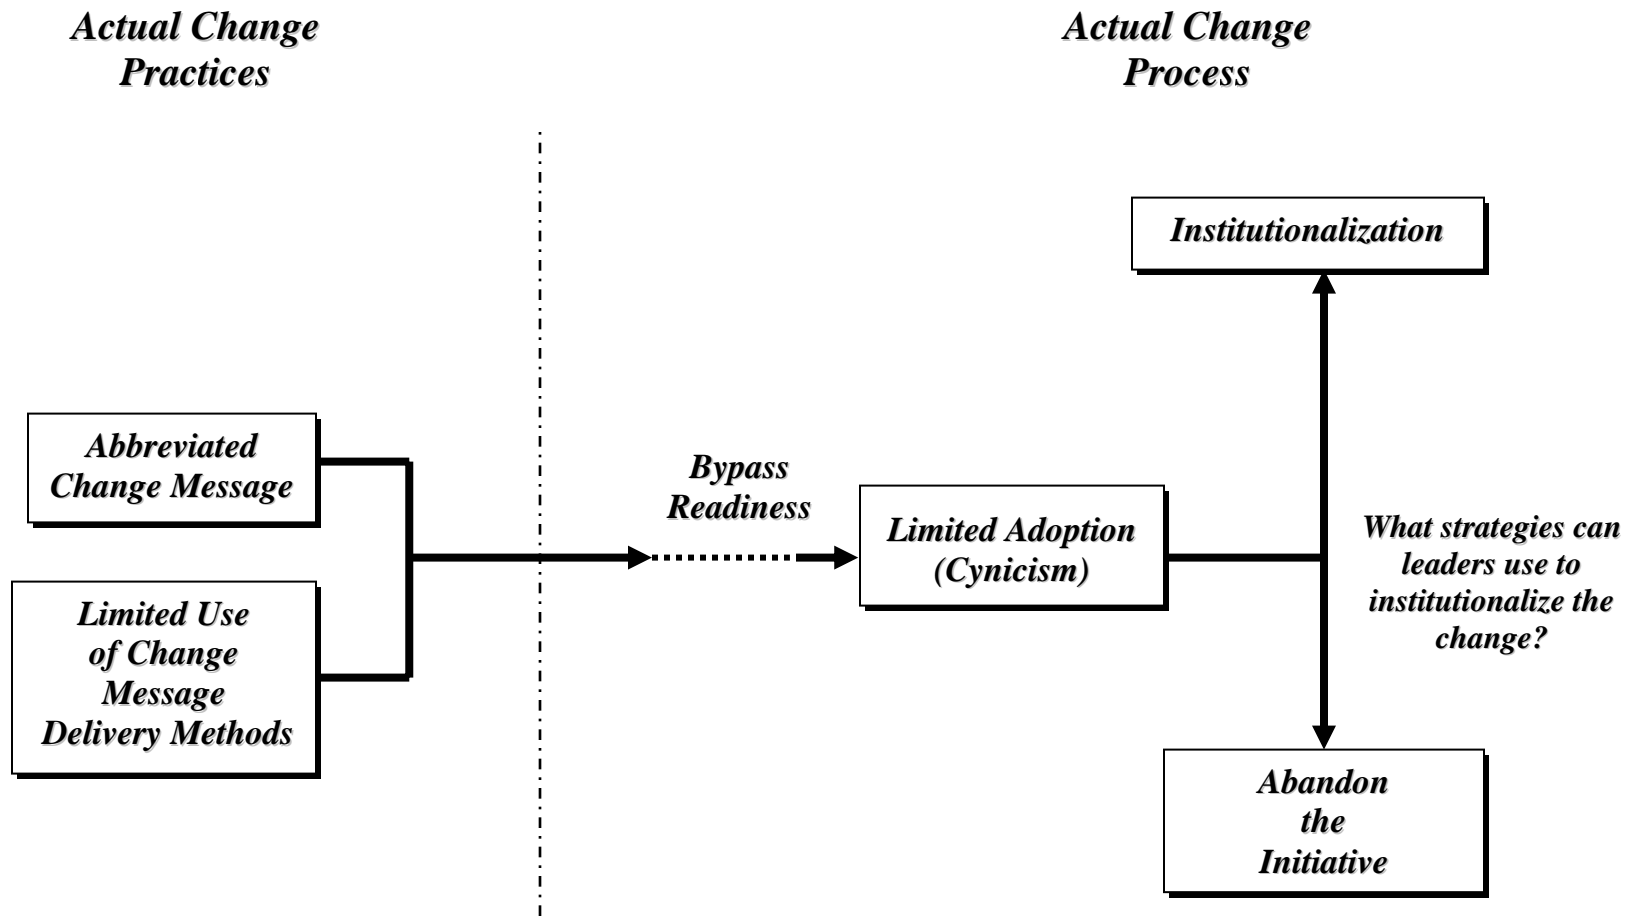 Actual Change
Practices
Actual Change
Process
Institutionalization
Abbreviated
Change Message
Bypass
Readiness
Limited Adoption
(Cynicism)
What strategies can
leaders use to
institutionalize the
change?
Limited Use
of Change
Message
Delivery Methods
Abandon
the
Initiative